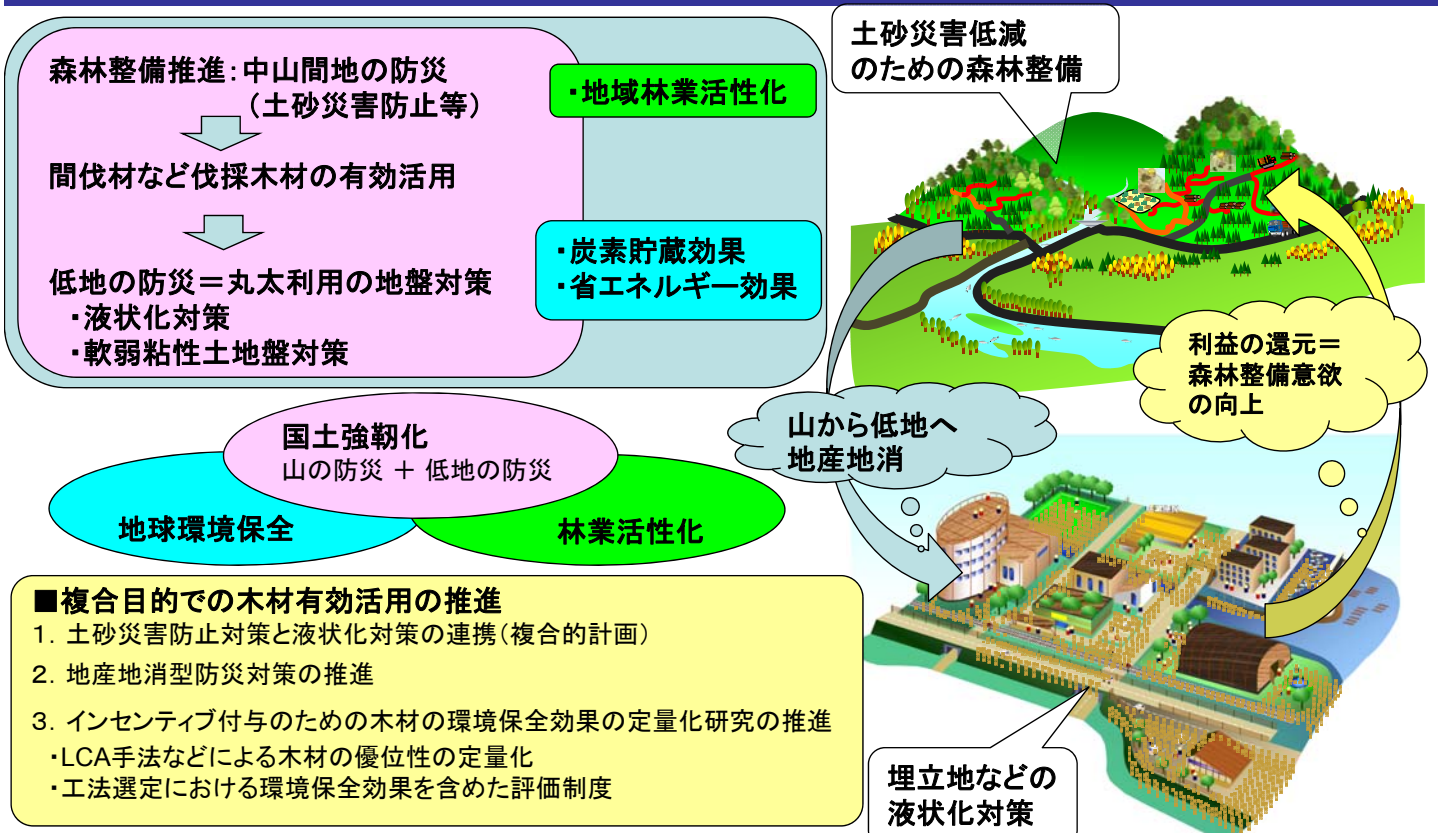 森林整備推進:中山間地の防災
(土砂災害防止等)
・地域林業活性化
間伐材など伐採木材の有効活用
・炭素貯蔵効果
・省エネルギー効果
低地の防災=丸太利用の地盤対策
・液状化対策
・軟弱粘性土地盤対策
国土強靭化
山の防災 + 低地の防災
地球環境保全
林業活性化
■複合目的での木材有効活用の推進
1. 土砂災害防止対策と液状化対策の連携(複合的計画)
2. 地産地消型防災対策の推進
3. インセンティブ付与のための木材の環境保全効果の定量化研究の推進
・LCA手法などによる木材の優位性の定量化
・工法選定における環境保全効果を含めた評価制度
土砂災害低減
のための森林整備
利益の還元=
森林整備意欲
の向上
山から低地へ
地産地消
埋立地などの
液状化対策